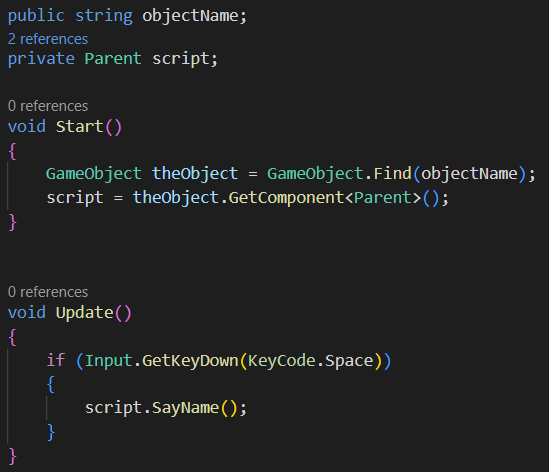 public string objectName;
2 references
private Parent script;
0 references
void Start()
{
GameObject theObject = GameObject.Find(objectName);
script = theObject.GetComponent<Parent>();
}
0 references
void Update()
{
if (Input.GetKeyDown(KeyCode.Space))
{
script.SayName();
}
}